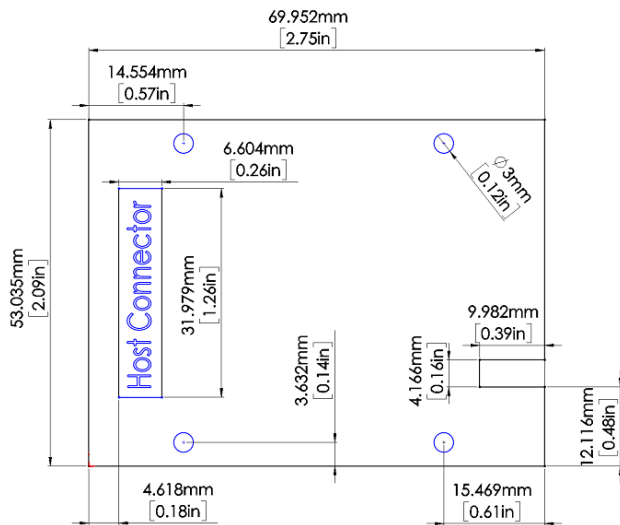 69.952mm
[2.75in]
14.554mm
[0.57in]
6.604mm
[0.26in]
∅3mm
[0.12in]
Host Connector
53.035mm
[2.09in]
31.979mm
[1.26in]
9.982mm
[0.39in]
3.632mm
[0.14in]
4.166mm
[0.16in]
12.116mm
[0.48in]
4.618mm
[0.18in]
15.469mm
[0.61in]